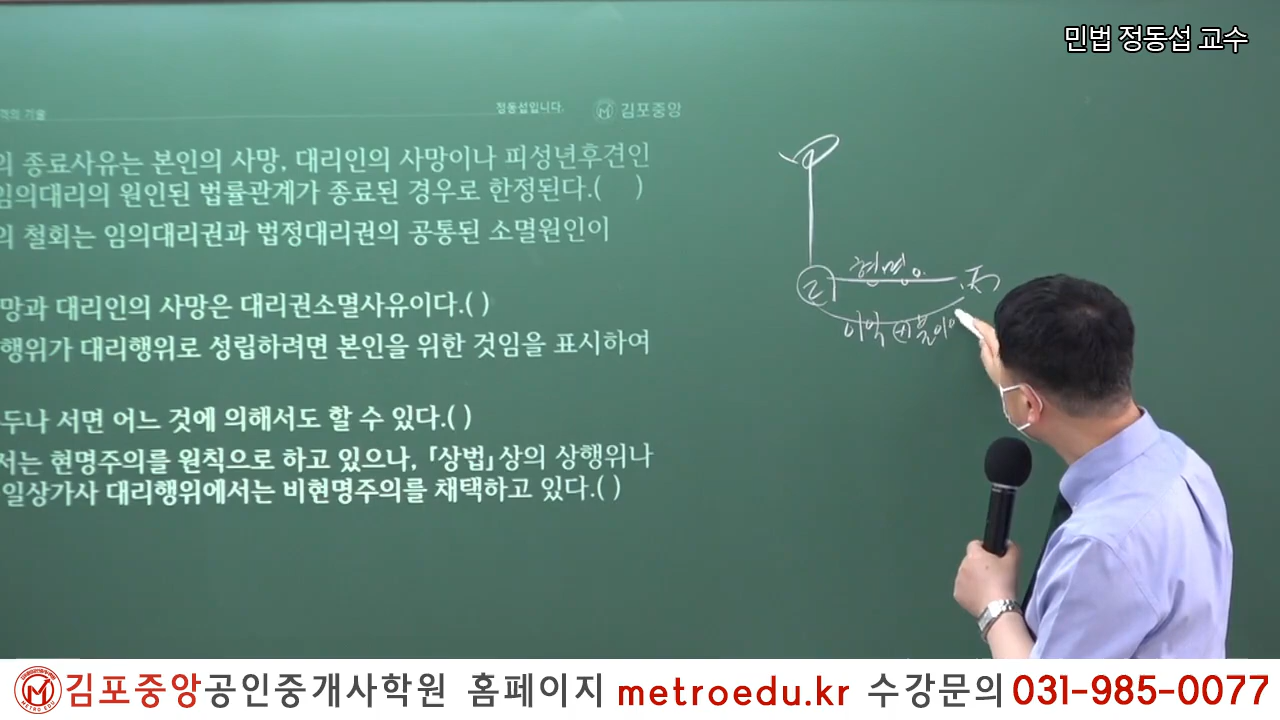 민법 정동섭 교수
격의 기술
정동섭입니다.
김포중앙
의 종료사유는 본인의 사망, 대리인의 사망이나 피성년후견인
임의대리의 원인된 법률관계가 종료된 경우로 한정된다.( )
의 철회는 임의대리권과 법정대리권의 공통된 소멸원인이
망과 대리인의 사망은 대리권소멸사유이다.( )
행위가 대리행위로 성립하려면 본인을 위한 것임을 표시하여
두나 서면 어느 것에 의해서도 할 수 있다.( )
서는 현명주의를 원칙으로 하고 있으나, 「상법」상의 상행위나
일상가사 대리행위에서는 비현명주의를 채택하고 있다.( )
현명
乙 丙
김포중앙공인중개사학원 홈페이지 metroedu.kr 수강문의 031-985-0077